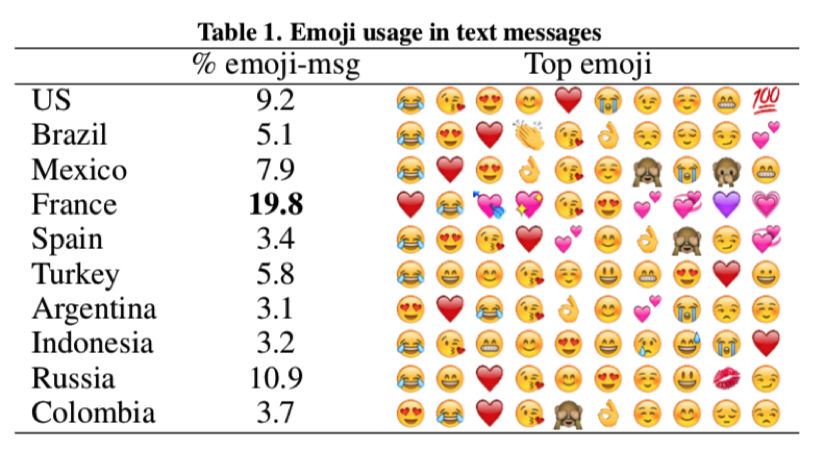 Table 1. Emoji usage in text messages
% emoji-msg Top emoji
US 9.2 😂 😘 😍 😊 ❤️ 😭 😉 ☺️ 😁 💯
Brazil 5.1 😂 😍 ❤️ 👏 😘 👌 😒 😌 😏 💕
Mexico 7.9 😂 ❤️ 😍 👌 😘 ☺️ 🙈 😭 🙊 😁
France 19.8 ❤️ 😂 💘 💖 😘 😍 💕 💞 💜 💗
Spain 3.4 😂 😍 😘 ❤️ 💕 😊 👌 🙈 😏 💞
Turkey 5.8 😂 😄 😊 😘 ☺️ 😃 😁 😍 ❤️ 😀
Argentina 3.1 😍 ❤️ 😂 😘 👌 😊 💕 😭 😒 ☺️
Indonesia 3.2 😂 😘 😁 😊 😍 😄 😢 😅 😭 ❤️
Russia 10.9 😂 😄 ❤️ 😘 😊 😍 ☺️ 😃 💋 😏
Colombia 3.7 😍 😂 ❤️ 😘 🙈 👌 ☺️ 😊 😔 😒